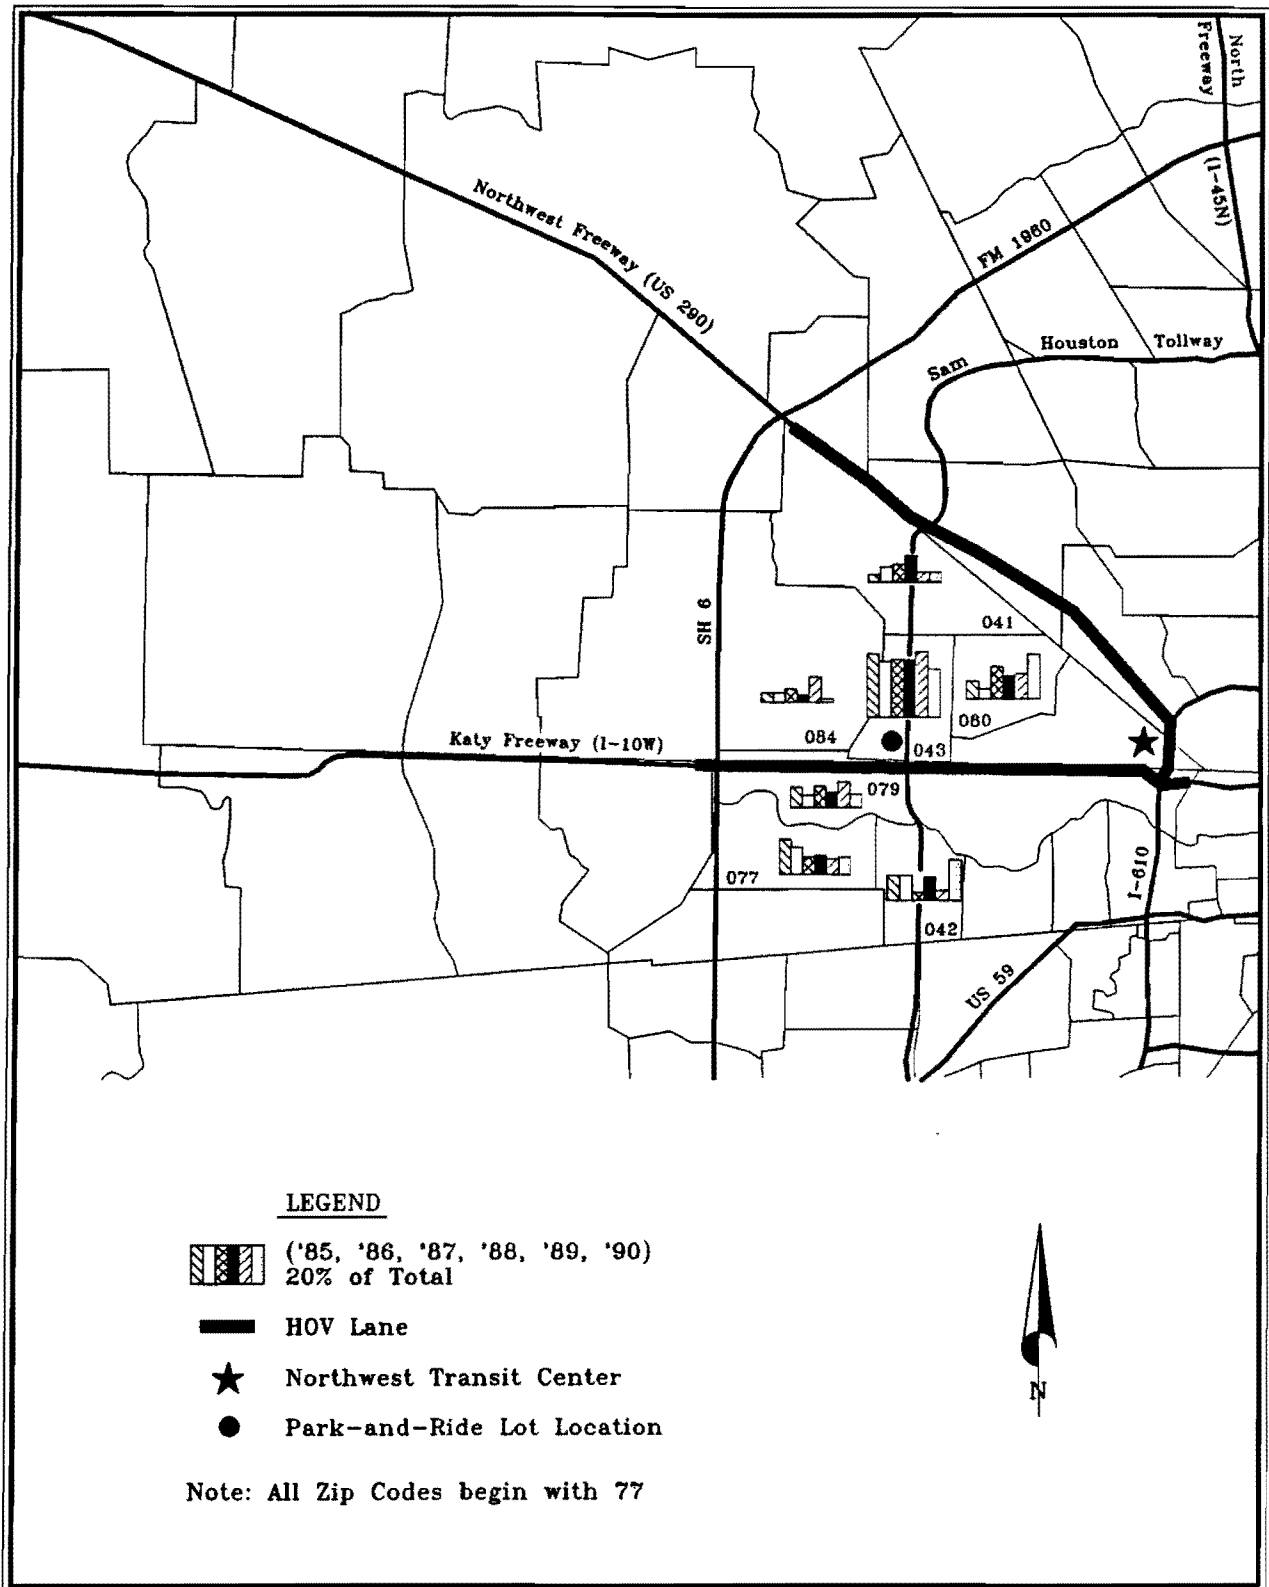 North
Freeway
(I-45N)
Northwest Freeway (US 290)
FM 1960
Sam Houston Tollway
SH 6
041
080
084
043
Katy Freeway (I-10W)
079
077
042
I-610
US 59
LEGEND
('85, '86, '87, '88, '89, '90)
20% of Total
HOV Lane
Northwest Transit Center
Park-and-Ride Lot Location
N
Note: All Zip Codes begin with 77